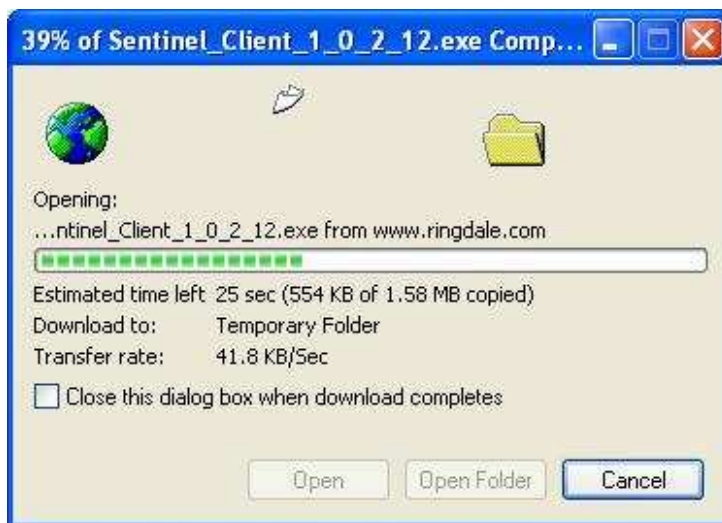 39% of Sentinel_Client_1_0_2_12.exe Comp...
Opening:
...ntinel_Client_1_0_2_12.exe from www.ringdale.com
Estimated time left 25 sec (554 KB of 1.58 MB copied)
Download to: Temporary Folder
Transfer rate: 41.8 KB/Sec
Close this dialog box when download completes
Open Open Folder Cancel